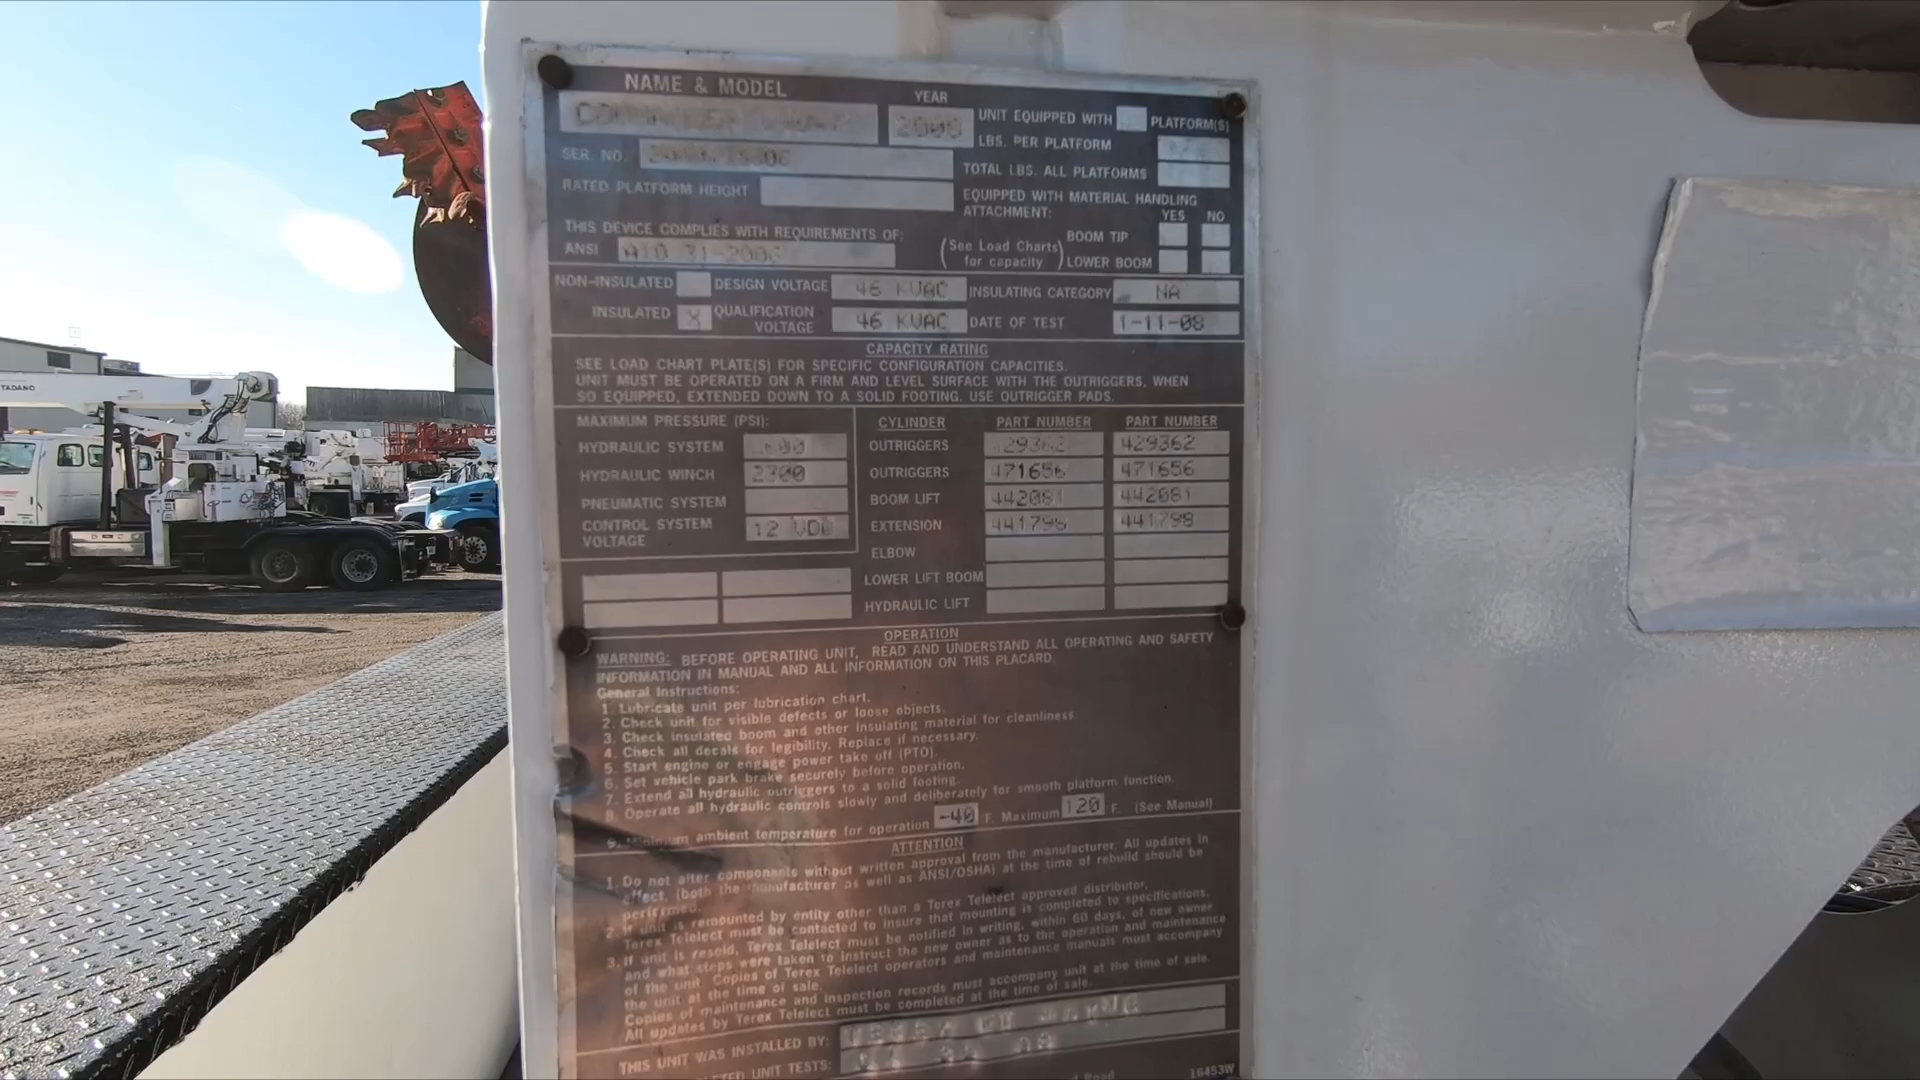 NAME & MODEL
YEAR
2008
UNIT EQUIPPED WITH PLATFORM(S)
LBS. PER PLATFORM
SER. NO.
TOTAL LBS. ALL PLATFORMS
RATED PLATFORM HEIGHT
EQUIPPED WITH MATERIAL HANDLING
ATTACHMENT:
YES NO
THIS DEVICE COMPLIES WITH REQUIREMENTS OF:
ANSI A10 31-2006
(See Load Charts
for capacity)
BOOM TIP
LOWER BOOM
NON-INSULATED
DESIGN VOLTAGE 46 KVAC
INSULATING CATEGORY NA
INSULATED X
QUALIFICATION
VOLTAGE 46 KVAC
DATE OF TEST 1-11-08
CAPACITY RATING
SEE LOAD CHART PLATE(S) FOR SPECIFIC CONFIGURATION CAPACITIES.
UNIT MUST BE OPERATED ON A FIRM AND LEVEL SURFACE WITH THE OUTRIGGERS, WHEN
SO EQUIPPED, EXTENDED DOWN TO A SOLID FOOTING. USE OUTRIGGER PADS.
MAXIMUM PRESSURE (PSI):
HYDRAULIC SYSTEM
HYDRAULIC WINCH 2300
PNEUMATIC SYSTEM
CONTROL SYSTEM
VOLTAGE 12 VDC
CYLINDER PART NUMBER PART NUMBER
OUTRIGGERS 429362 429362
OUTRIGGERS 471656 471656
BOOM LIFT 442081 442081
EXTENSION 441798 441798
ELBOW
LOWER LIFT BOOM
HYDRAULIC LIFT
OPERATION
WARNING: BEFORE OPERATING UNIT, READ AND UNDERSTAND ALL OPERATING AND SAFETY
INFORMATION IN MANUAL AND ALL INFORMATION ON THIS PLACARD.
General Instructions:
1. Lubricate unit per lubrication chart.
2. Check unit for visible defects or loose objects.
3. Check insulated boom and other insulating material for cleanliness.
4. Check all decals for legibility. Replace if necessary.
5. Start engine or engage power take off (PTO).
6. Set vehicle park brake securely before operation.
7. Extend all hydraulic outriggers to a solid footing.
8. Operate all hydraulic controls slowly and deliberately for smooth platform function.
9. Minimum ambient temperature for operation -40 F. Maximum 120 F. (See Manual)
ATTENTION
1. Do not alter components without written approval from the manufacturer. All updates in
effect, (both the manufacturer as well as ANSI/OSHA) at the time of rebuild should be
performed.
2. If unit is remounted by entity other than a Terex Telelect approved distributor,
Terex Telelect must be contacted to insure that mounting is completed to specifications.
3. If unit is resold, Terex Telelect must be notified in writing, within 60 days, of new owner
and what steps were taken to instruct the new owner as to the operation and maintenance
of the unit. Copies of Terex Telelect operators and maintenance manuals must accompany
the unit at the time of sale.
Copies of maintenance and inspection records must accompany unit at the time of sale.
All updates by Terex Telelect must be completed at the time of sale.
THIS UNIT WAS INSTALLED BY:
UNIT TESTS:
Road
16453W
TADANO